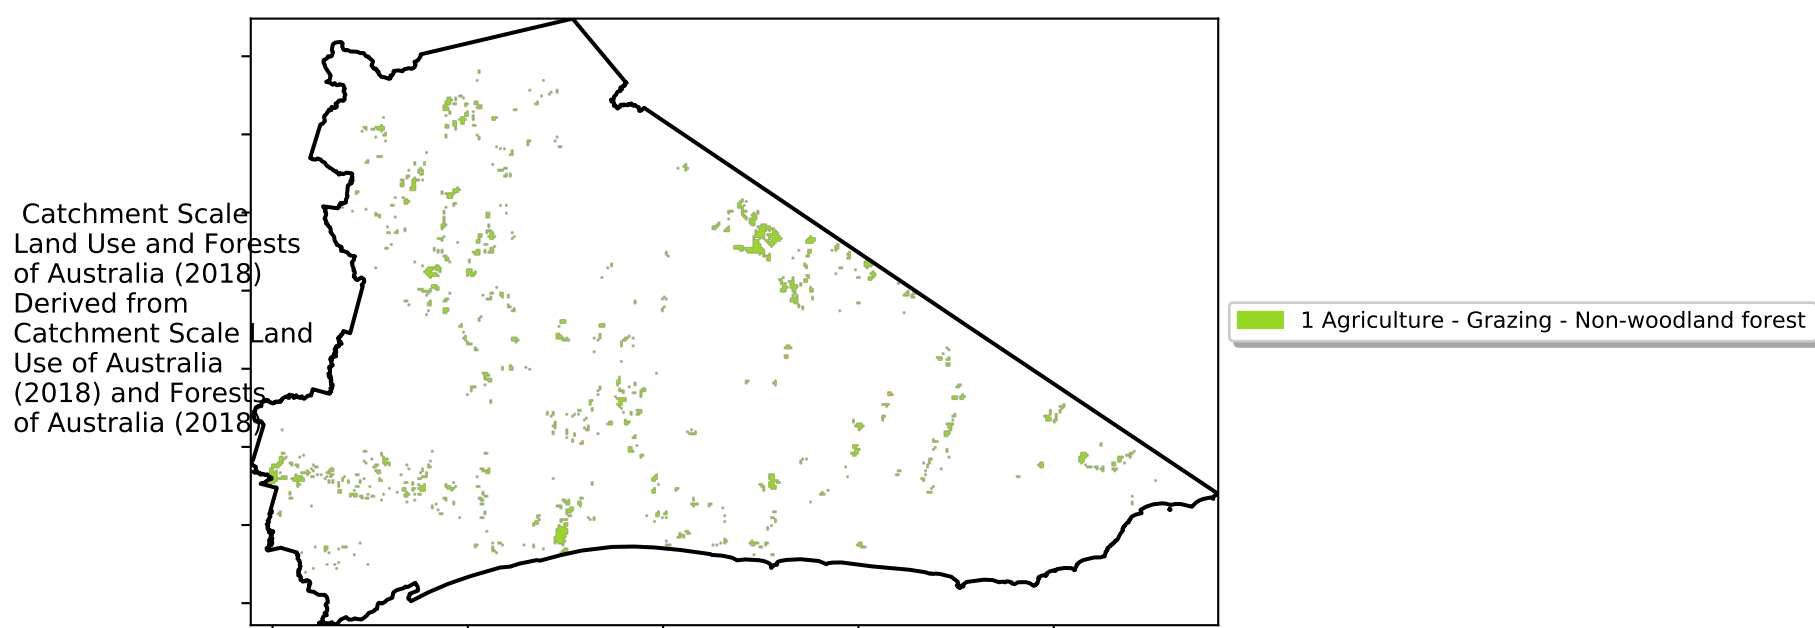 Catchment Scale
Land Use and Forests
of Australia (2018)
Derived from
Catchment Scale Land
Use of Australia
(2018) and Forests
of Australia (2018)
1 Agriculture - Grazing - Non-woodland forest